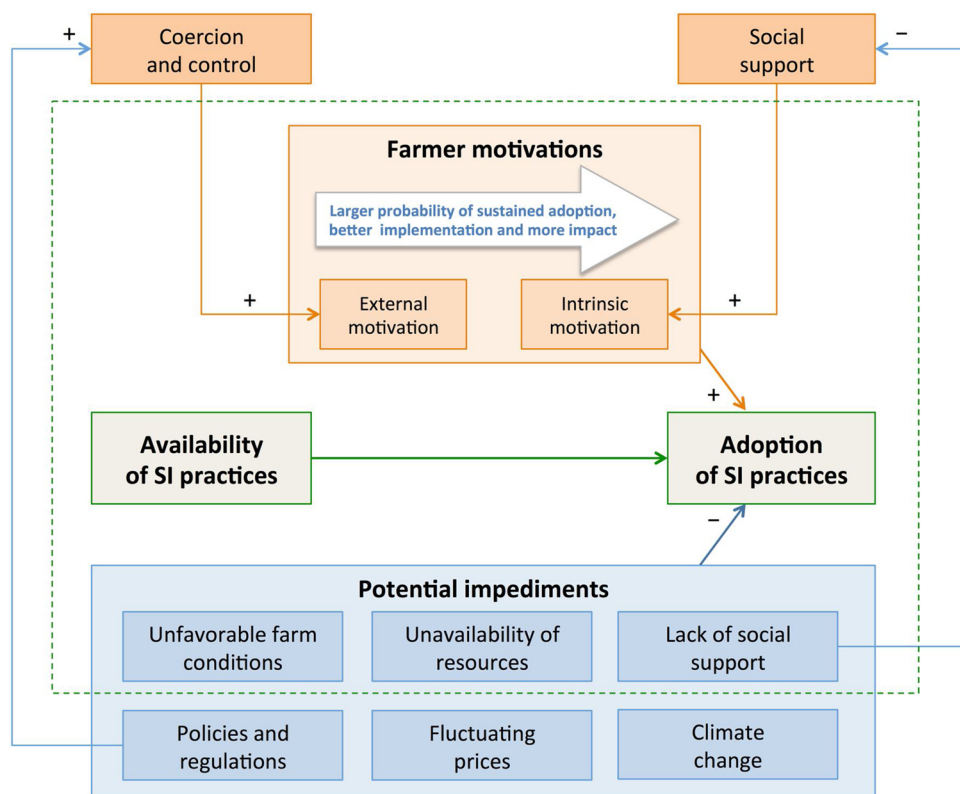 +
Coercion
and control
Social
support
−
Farmer motivations
Larger probability of sustained adoption,
better implementation and more impact
+
External
motivation
Intrinsic
motivation
+
+
Availability
of SI practices
Adoption
of SI practices
−
Potential impediments
Unfavorable farm
conditions
Unavailability of
resources
Lack of social
support
Policies and
regulations
Fluctuating
prices
Climate
change